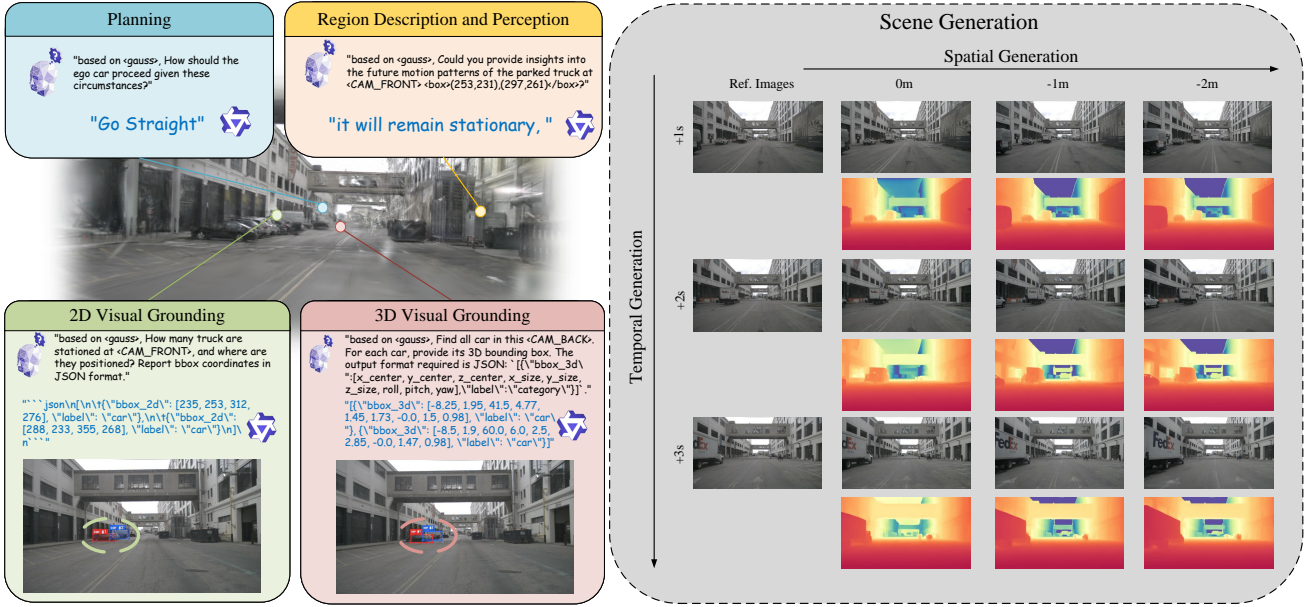 Planning
"based on <gauss>, How should the
ego car proceed given these
circumstances?"
"Go Straight"
Region Description and Perception
"based on <gauss>, Could you provide insights into
the future motion patterns of the parked truck at
<CAM_FRONT> <box>(253,231),(297,261)</box>?"
"it will remain stationary, "
2D Visual Grounding
"based on <gauss>, How many truck are
stationed at <CAM_FRONT>, and where are
they positioned? Report bbox coordinates in
JSON format."
"```json\n[\n\t{\"bbox_2d\": [235, 253, 312,
276], \"label\": \"car\"},\n\t{\"bbox_2d\":
[288, 233, 355, 268], \"label\": \"car\"}\n]\
n```"
3D Visual Grounding
"based on <gauss>, Find all car in this <CAM_BACK>.
For each car, provide its 3D bounding box. The
output format required is JSON: `[{\"bbox_3d\
":[x_center, y_center, z_center, x_size, y_size,
z_size, roll, pitch, yaw],\"label\":\"category\"}]`."
"[{\"bbox_3d\": [-8.25, 1.95, 41.5, 4.77,
1.45, 1.73, -0.0, 1.5, 0.98], \"label\": \"car\
"}, {\"bbox_3d\": [-8.5, 1.9, 60.0, 6.0, 2.5,
2.85, -0.0, 1.47, 0.98], \"label\": \"car\"}]"
Scene Generation
Spatial Generation
Ref. Images
0m
-1m
-2m
Temporal Generation
+1s
+2s
+3s
FedEx
FedEx
FedEx